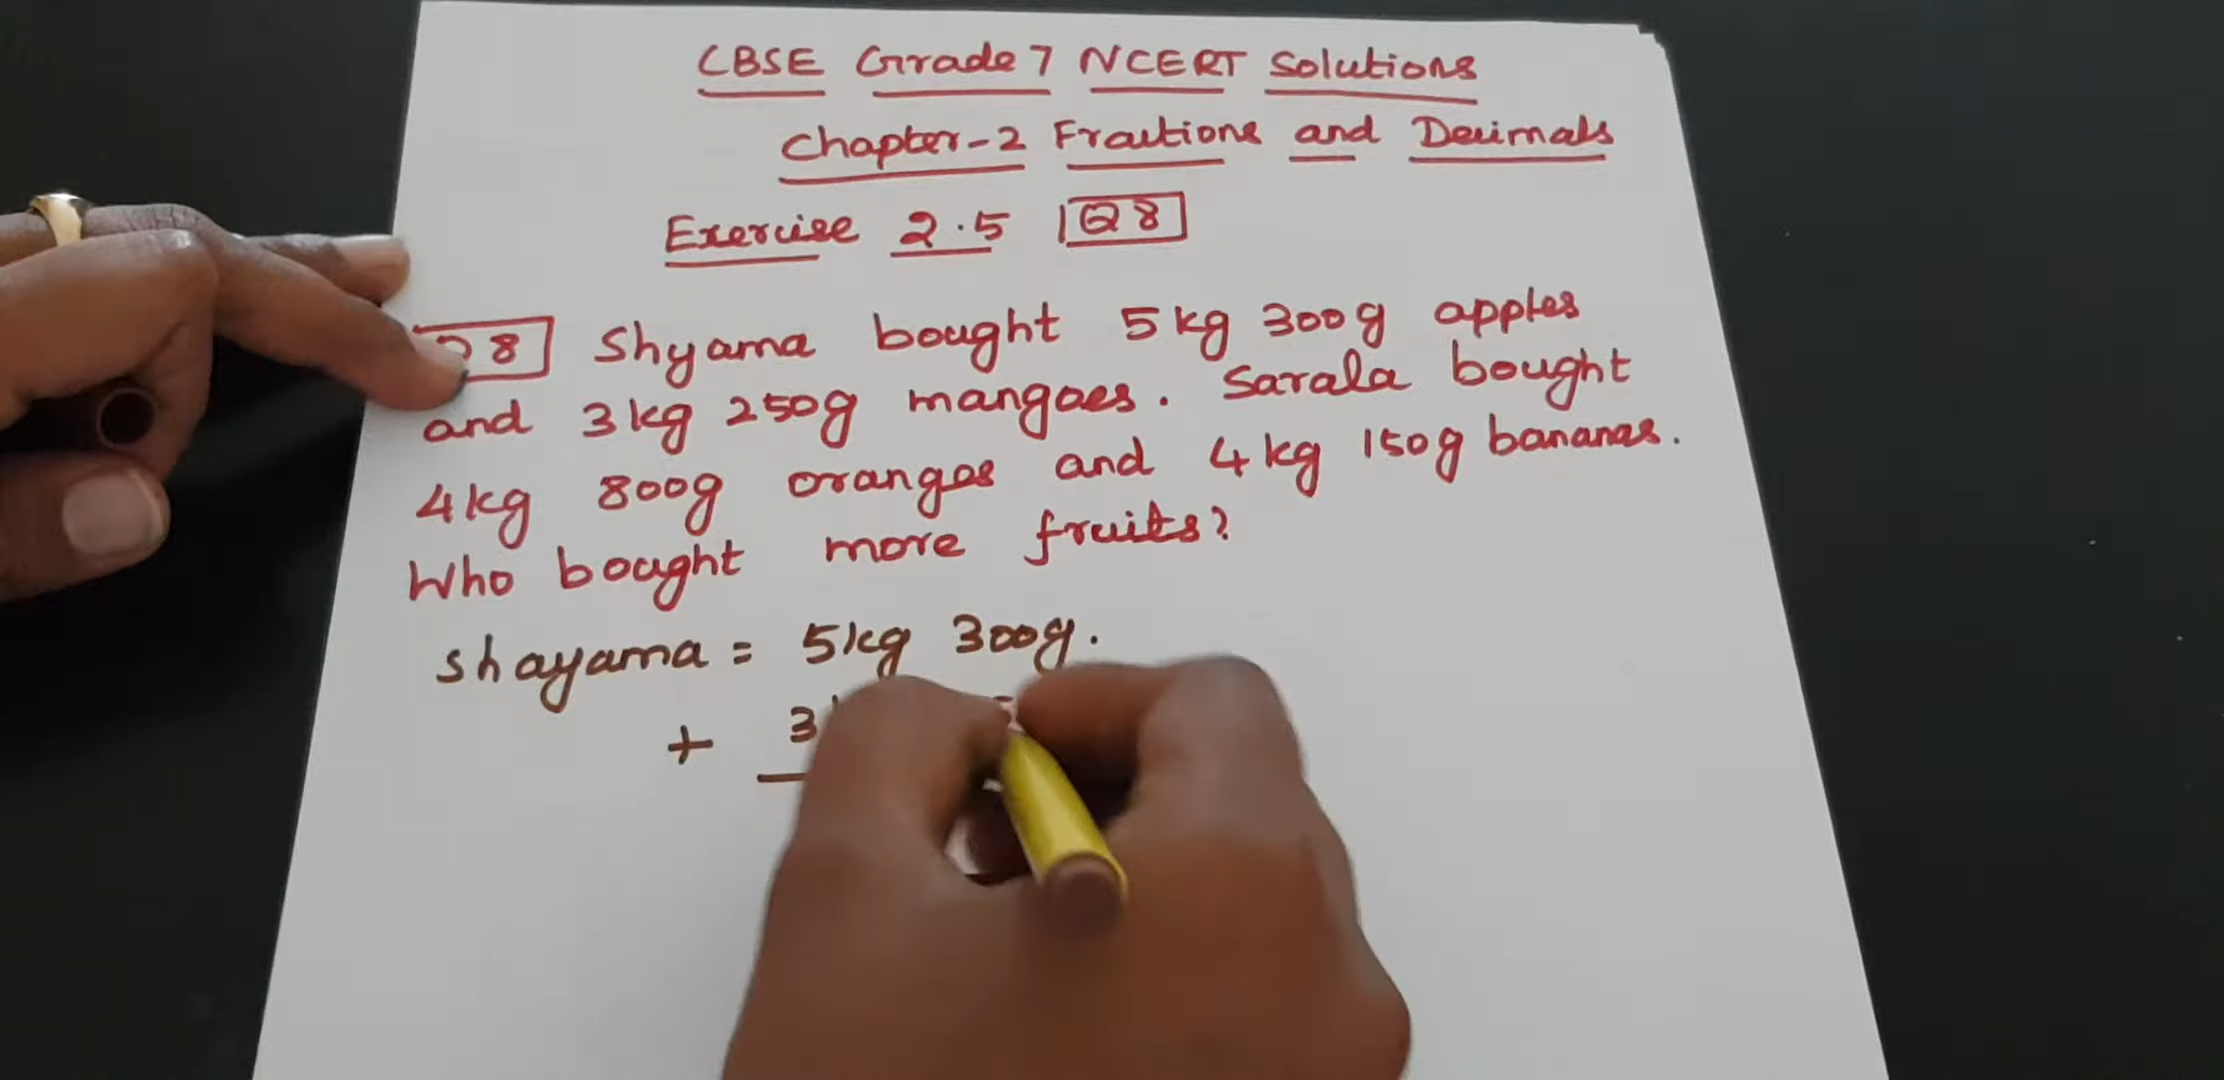 CBSE Grade 7 NCERT Solutions
Chapter-2 Fractions and Decimals
Exercise 2.5 Q8
8 Shyama bought 5kg 300g apples
and 3kg 250g mangoes. Sarala bought
4kg 800g oranges and 4kg 150g bananas.
Who bought more fruits?
shayama = 5kg 300g.
+ 3